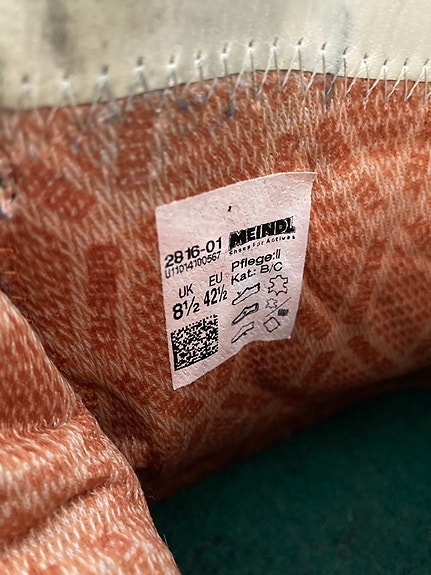 2816-01
U11014100567
MEINDL
Shoes For Actives
UK EU
8½ 42½
Pflege:II
Kat.: B/C